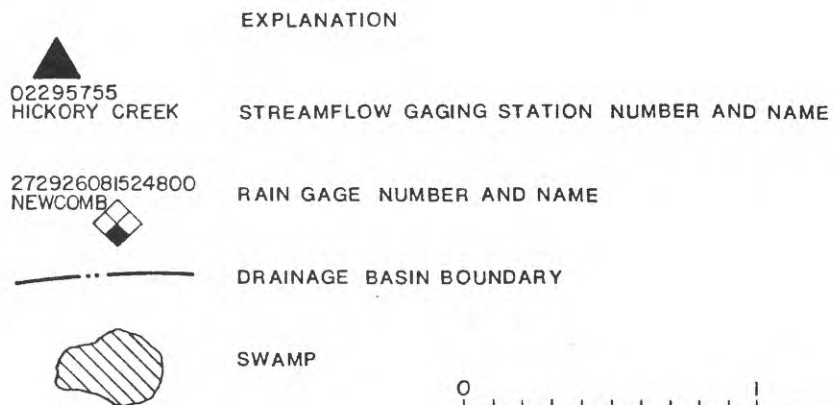 EXPLANATION
02295755
HICKORY CREEK STREAMFLOW GAGING STATION NUMBER AND NAME
272926081524800
NEWCOMB RAIN GAGE NUMBER AND NAME
DRAINAGE BASIN BOUNDARY
SWAMP
0 1